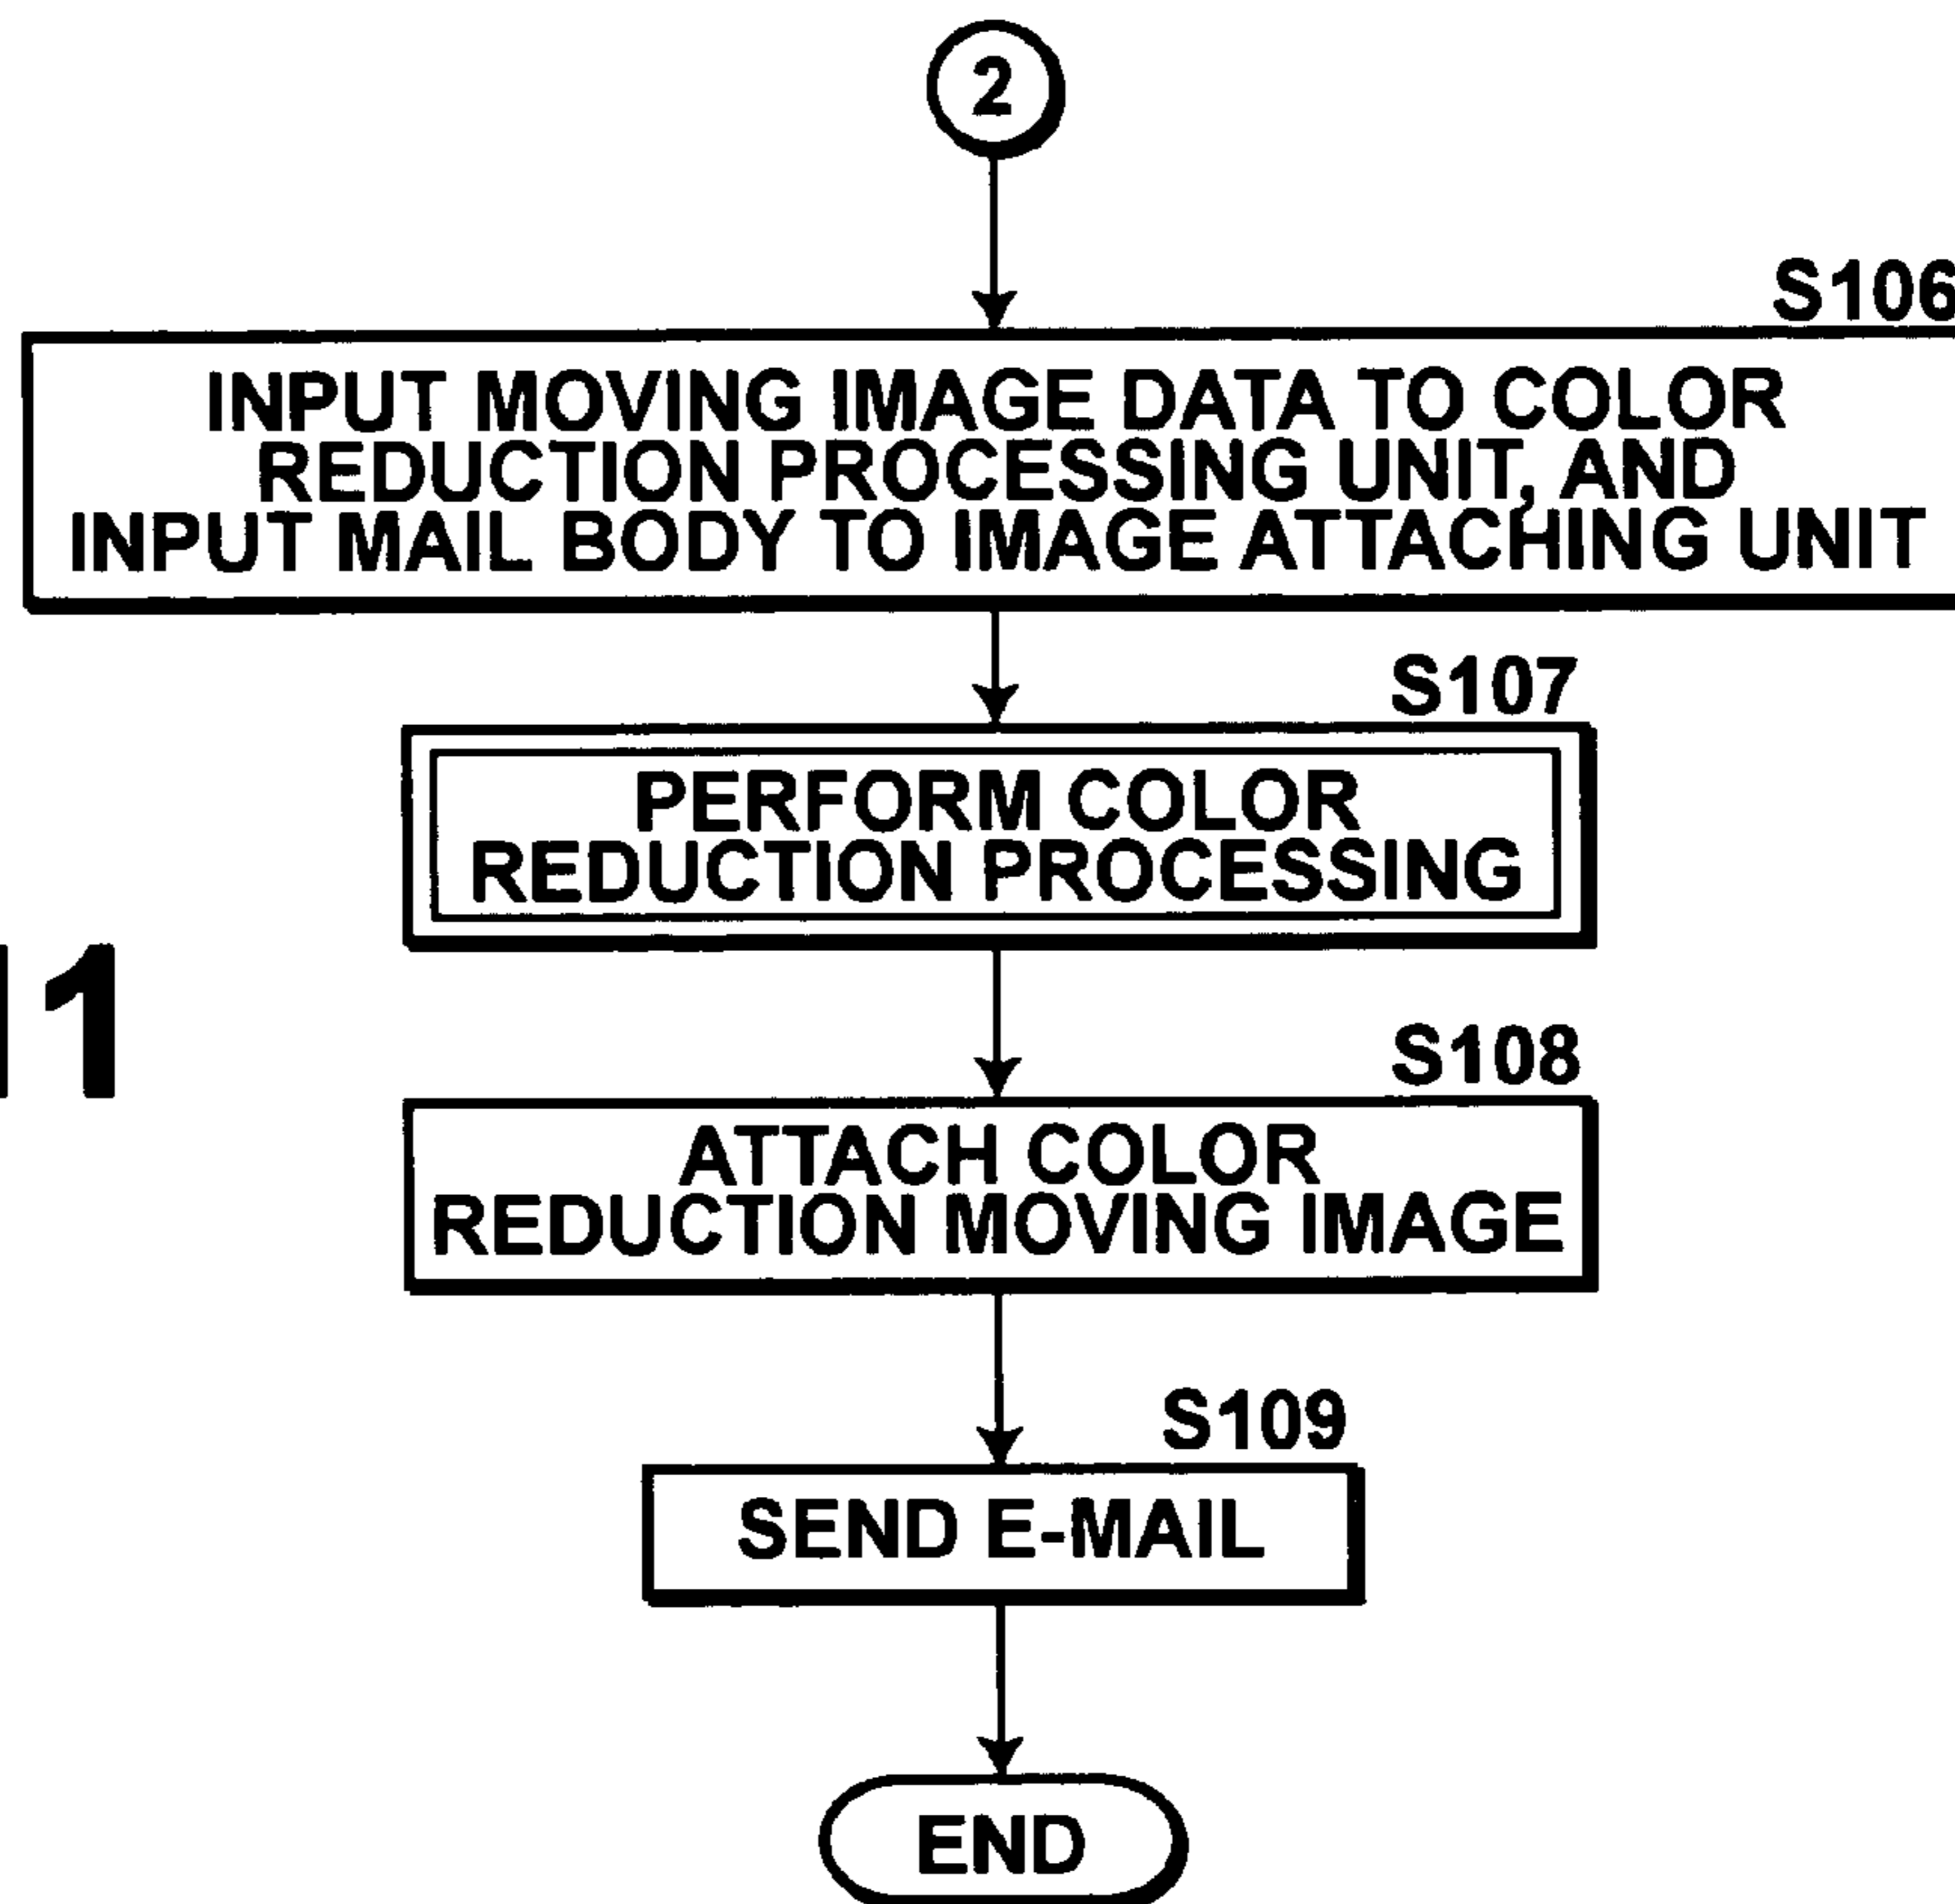 2
S106
INPUT MOVING IMAGE DATA TO COLOR
REDUCTION PROCESSING UNIT, AND
INPUT MAIL BODY TO IMAGE ATTACHING UNIT
S107
PERFORM COLOR
REDUCTION PROCESSING
1
S108
ATTACH COLOR
REDUCTION MOVING IMAGE
S109
SEND E-MAIL
END